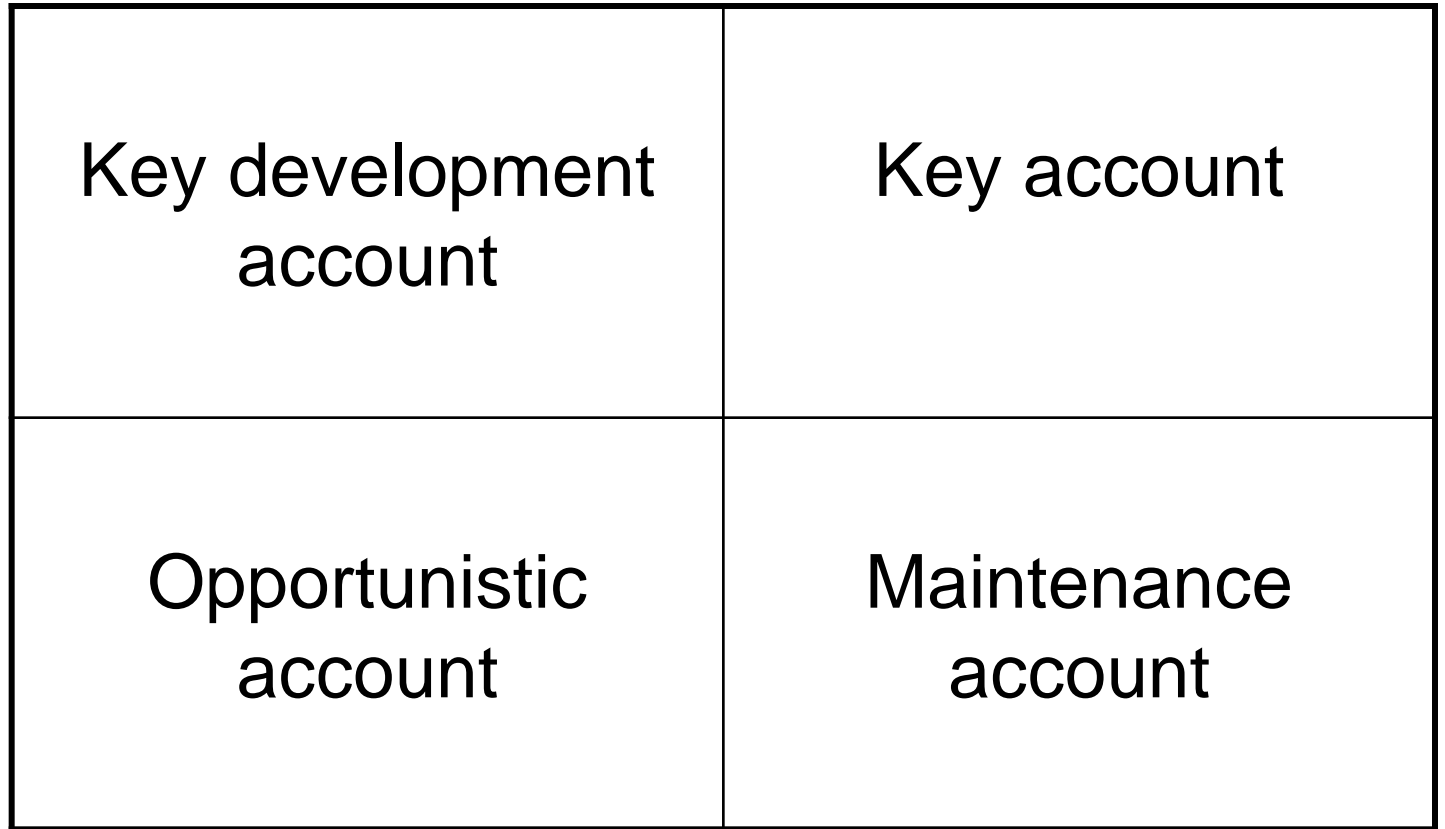 Key development
account
Key account
Opportunistic
account
Maintenance
account